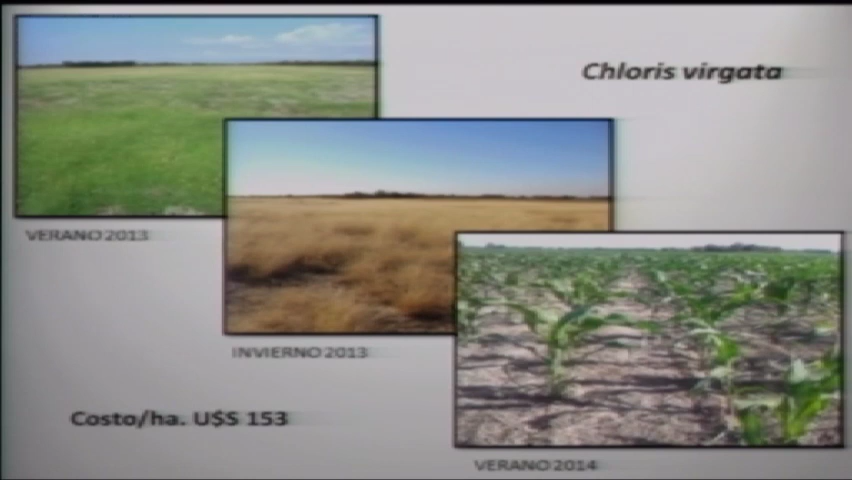 Chloris virgata
VERANO 2013
INVIERNO 2013
Costo/ha. U$S 153
VERANO 2014